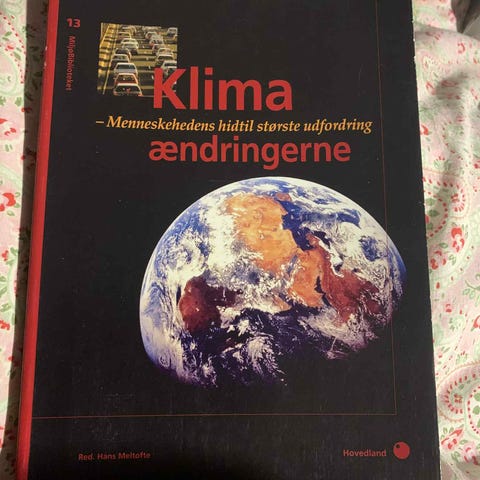 13
MiljøBiblioteket
Klima
– Menneskehedens hidtil største udfordring
ændringerne
Red. Hans Meltofte
Hovedland